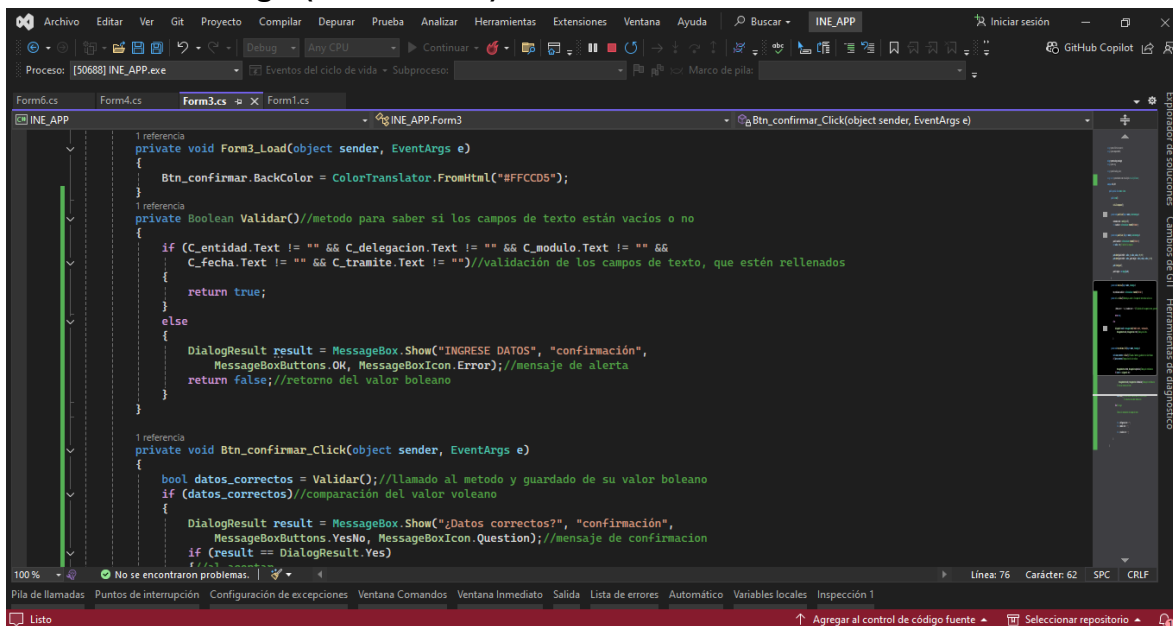 Archivo Editar Ver Git Proyecto Compilar Depurar Prueba Analizar Herramientas Extensiones Ventana Ayuda Buscar INE_APP Iniciar sesión
Debug Any CPU Continuar GitHub Copilot
Proceso: [50688] INE_APP.exe Eventos del ciclo de vida Subproceso: Marco de pila:
Form6.cs Form4.cs Form3.cs Form1.cs
INE_APP INE_APP.Form3 Btn_confirmar_Click(object sender, EventArgs e)
1 referencia
private void Form3_Load(object sender, EventArgs e)
{
Btn_confirmar.BackColor = ColorTranslator.FromHtml("#FFCCD5");
}
1 referencia
private Boolean Validar()//metodo para saber si los campos de texto están vacios o no
{
if (C_entidad.Text != "" && C_delegacion.Text != "" && C_modulo.Text != "" &&
C_fecha.Text != "" && C_tramite.Text != "")//validación de los campos de texto, que estén rellenados
{
return true;
}
else
{
DialogResult result = MessageBox.Show("INGRESE DATOS", "confirmación",
MessageBoxButtons.OK, MessageBoxIcon.Error);//mensaje de alerta
return false;//retorno del valor boleano
}
}
1 referencia
private void Btn_confirmar_Click(object sender, EventArgs e)
{
bool datos_correctos = Validar();//llamado al metodo y guardado de su valor boleano
if (datos_correctos)//comparación del valor voleano
{
DialogResult result = MessageBox.Show("¿Datos correctos?", "confirmación",
MessageBoxButtons.YesNo, MessageBoxIcon.Question);//mensaje de confirmacion
if (result == DialogResult.Yes)
{//al aceptar
100 % No se encontraron problemas. Línea: 76 Carácter: 62 SPC CRLF
Pila de llamadas Puntos de interrupción Configuración de excepciones Ventana Comandos Ventana Inmediato Salida Lista de errores Automático Variables locales Inspección 1
Listo Agregar al control de código fuente Seleccionar repositorio
Explorador de soluciones
Cambios de GIT
Herramientas de diagnóstico